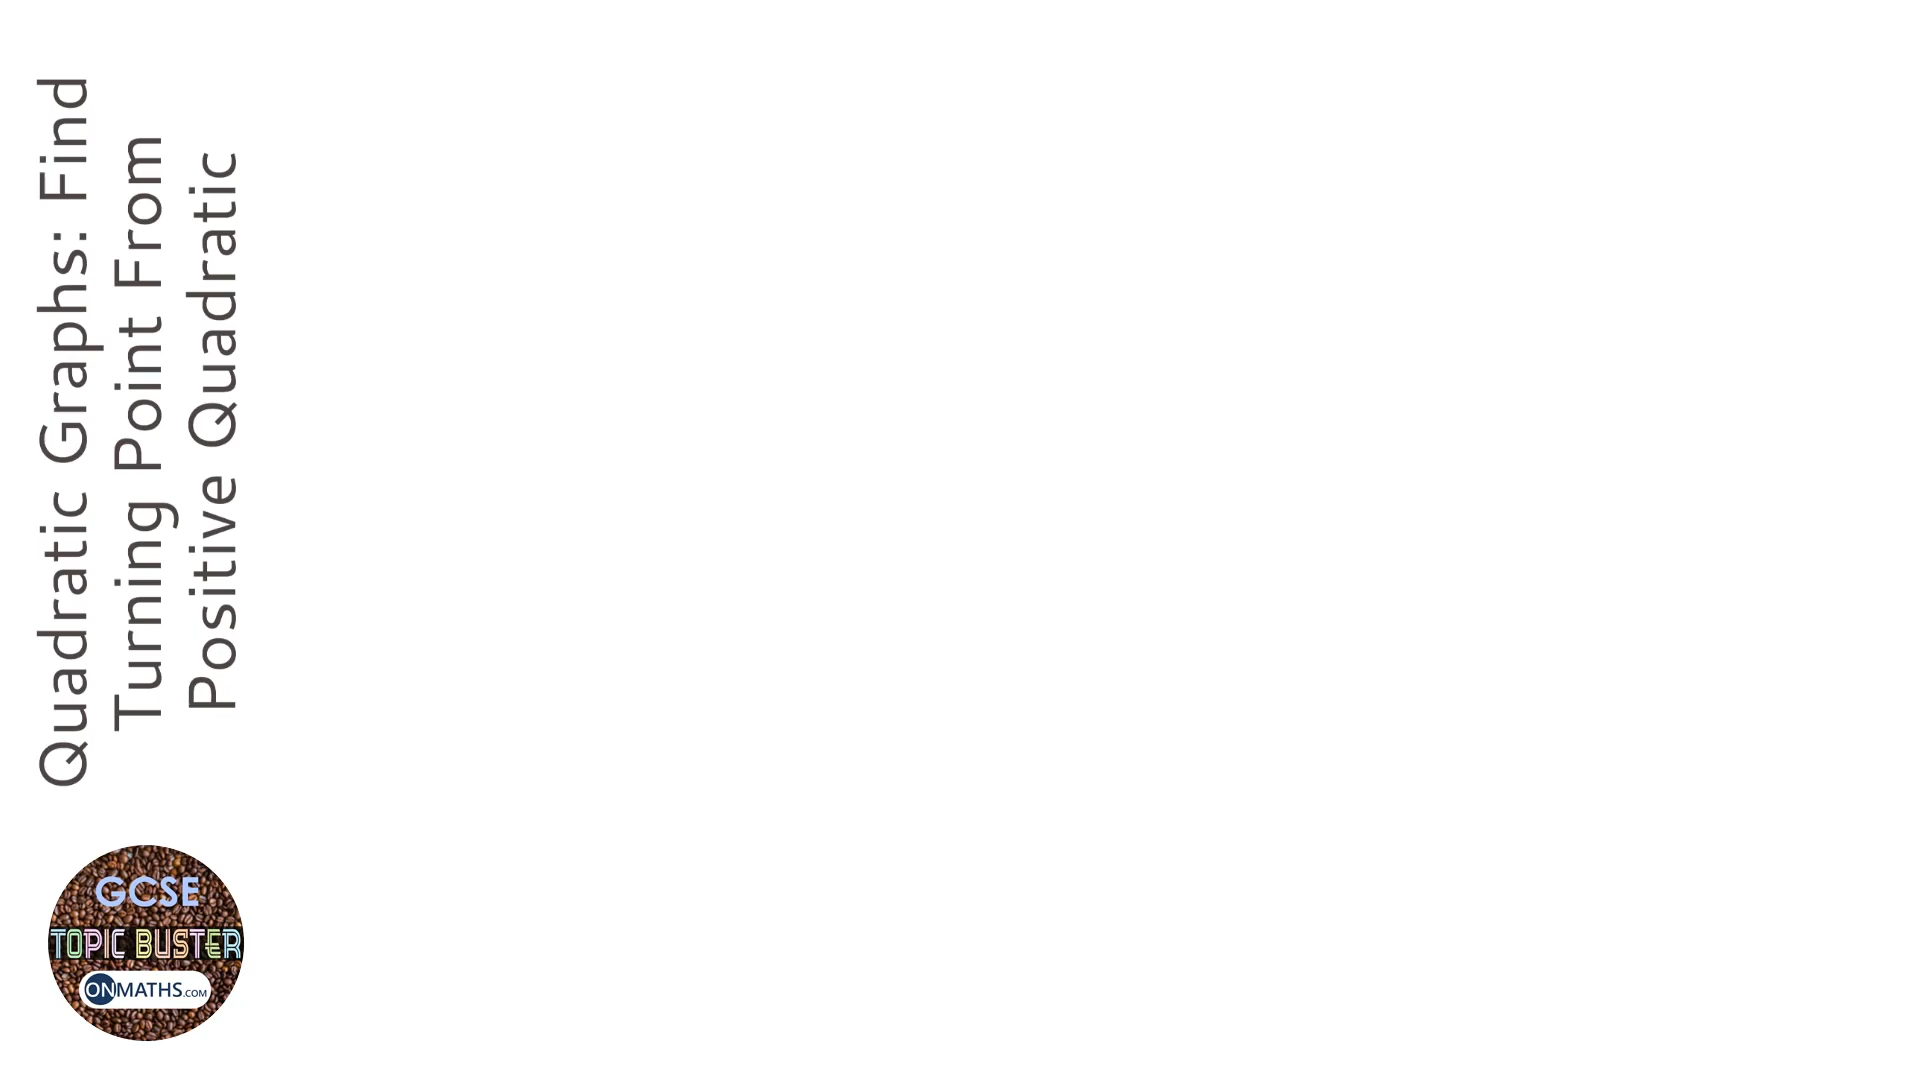 Quadratic Graphs: Find
Turning Point From
Positive Quadratic
GCSE
TOPIC BUSTER
ONMATHS.COM